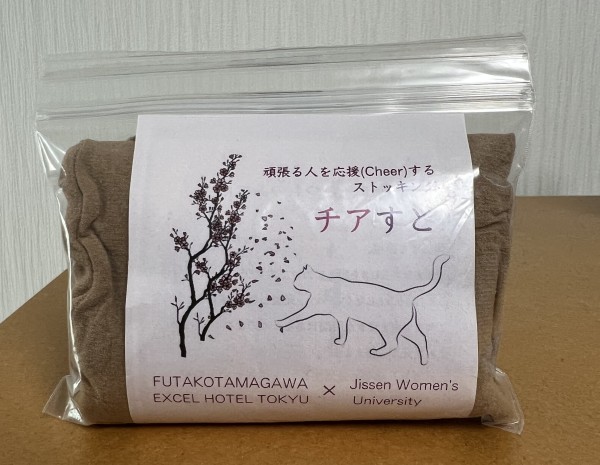 頑張る人を応援(Cheer)する
ストッキング
チアすと
FUTAKOTAMAGAWA
EXCEL HOTEL TOKYU
×
Jissen Women's
University